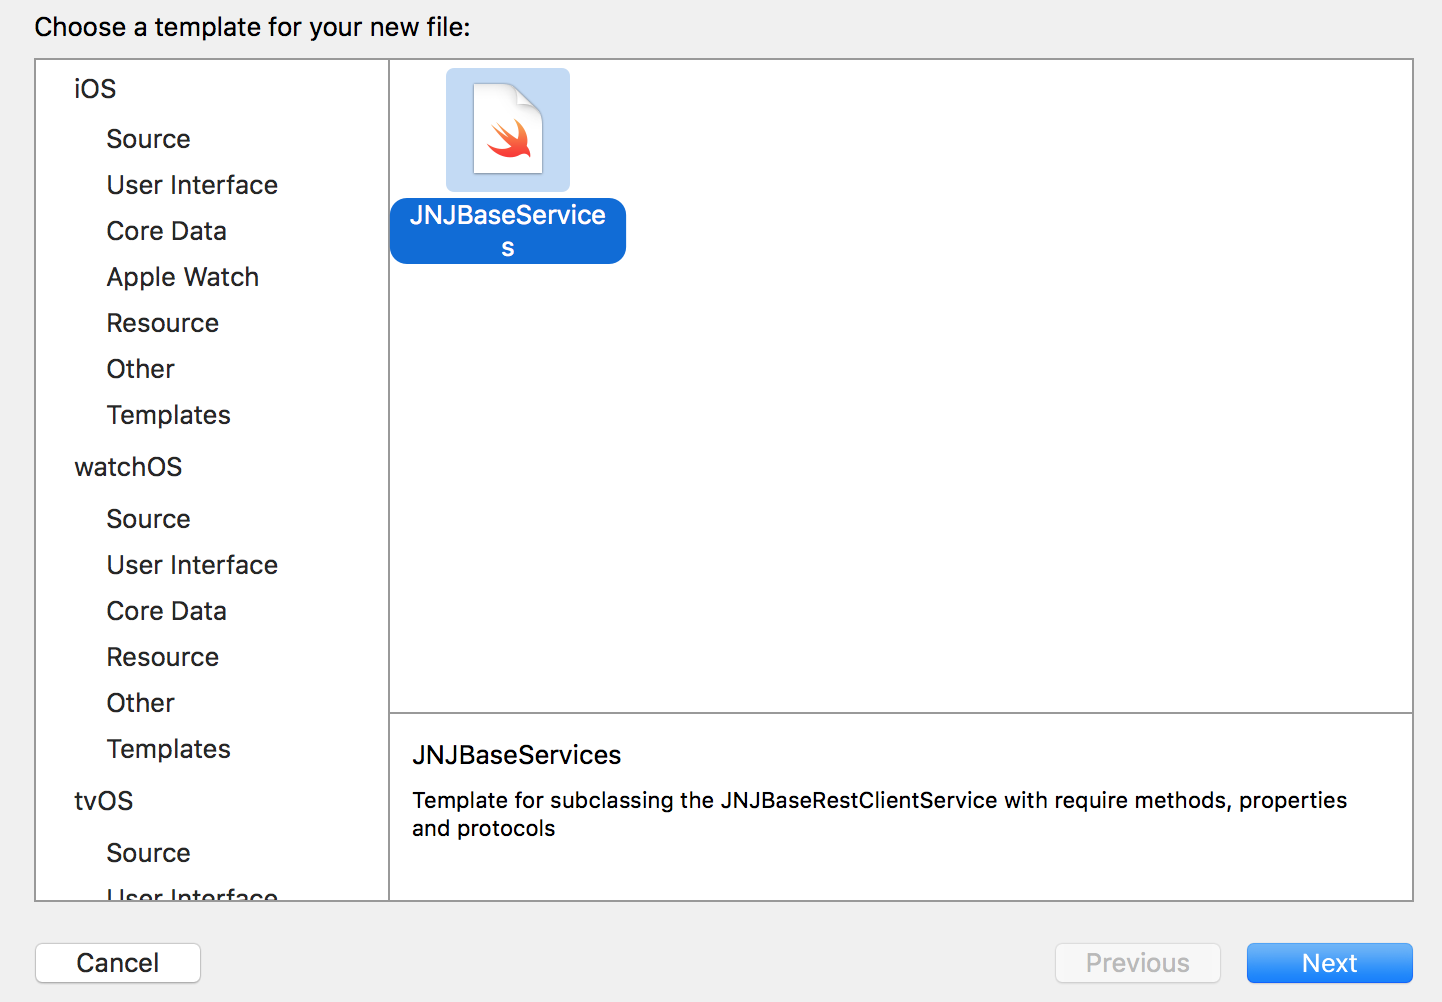 Choose a template for your new file:
iOS
Source
User Interface
Core Data
Apple Watch
Resource
Other
Templates
watchOS
Source
User Interface
Core Data
Resource
Other
Templates
tvOS
Source
User Interface
JNJBaseService
s
JNJBaseServices
Template for subclassing the JNJBaseRestClientService with require methods, properties
and protocols
Cancel
Previous
Next